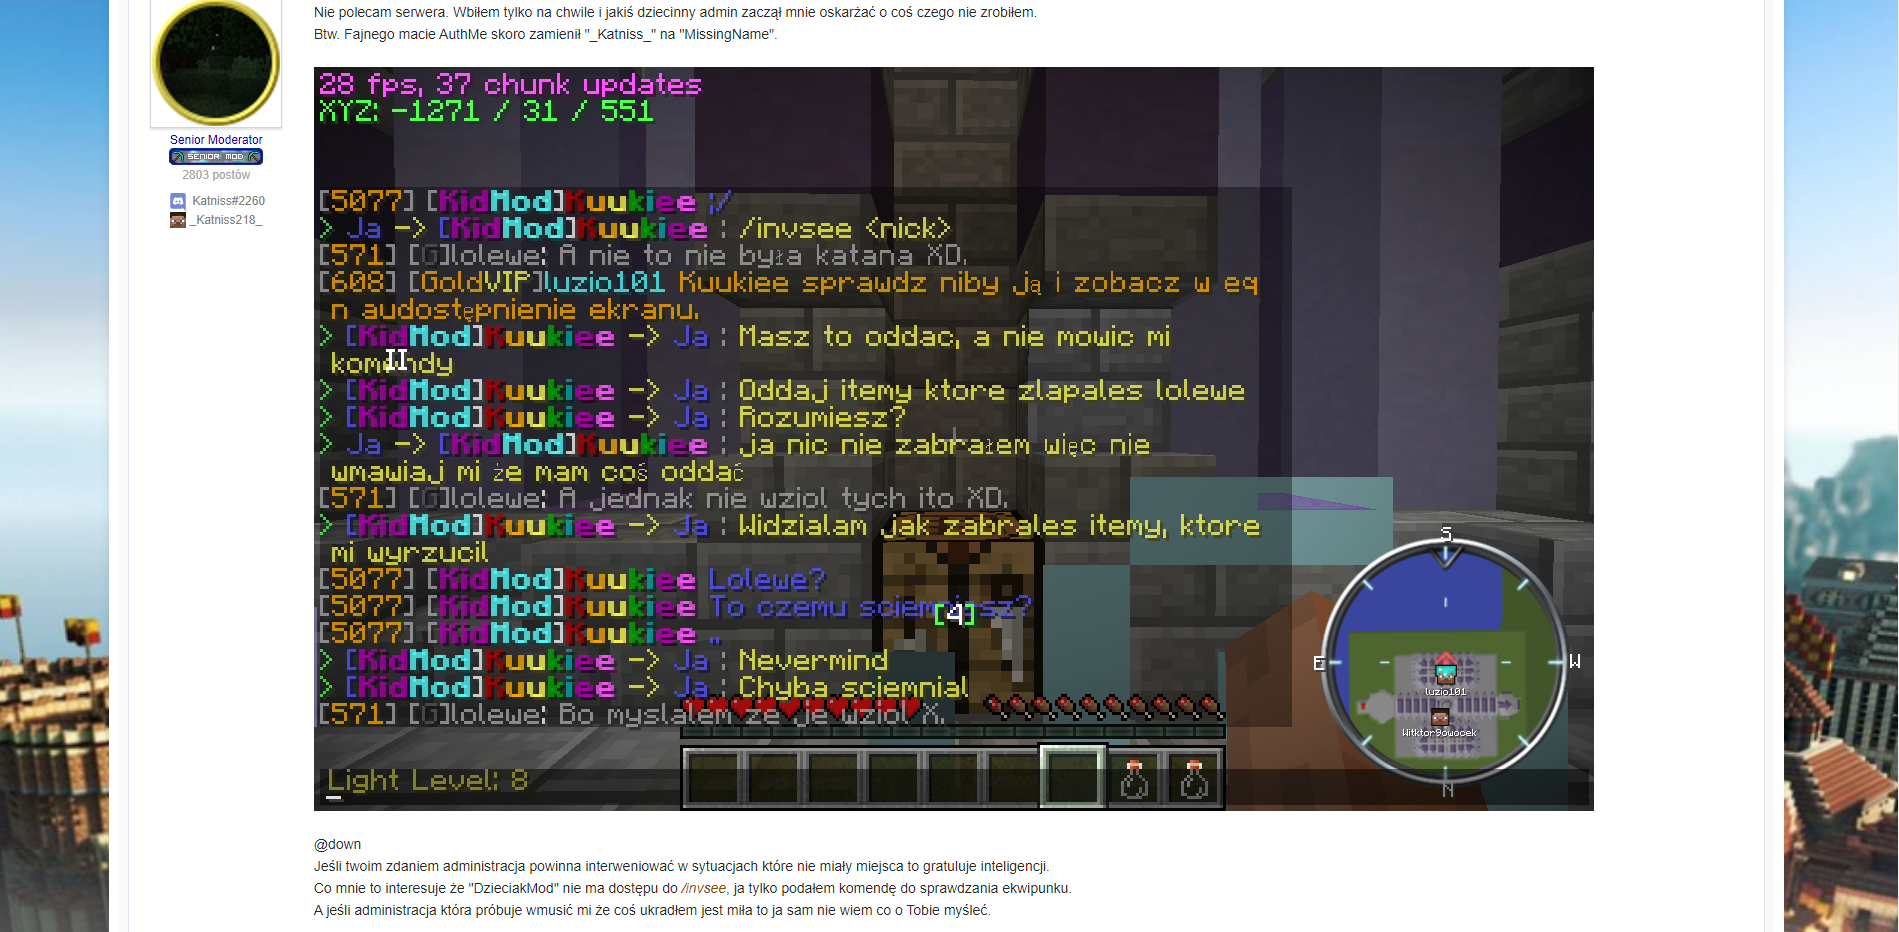 Nie polecam serwera. Wbiłem tylko na chwile i jakiś dziecinny admin zaczął mnie oskarżać o coś czego nie zrobiłem.
Btw. Fajnego macie AuthMe skoro zamienił "_Katniss_" na "MissingName".
Senior Moderator
SENIOR MOD
2803 postów
Katniss#2260
_Katniss218_
28 fps, 37 chunk updates
XYZ: -1271 / 31 / 551
[5077] [KidMod]Kuukiee ;/
> Ja -> [KidMod]Kuukiee : /invsee <nick>
[571] [G]lolewe: A nie to nie była katana XD.
[608] [GoldVIP]luzio101 Kuukiee sprawdz niby ją i zobacz w eq
n audostępnienie ekranu.
> [KidMod]Kuukiee -> Ja : Masz to oddac, a nie mowic mi
komendy
> [KidMod]Kuukiee -> Ja : Oddaj itemy ktore zlapales lolewe
> [KidMod]Kuukiee -> Ja : Rozumiesz?
> Ja -> [KidMod]Kuukiee : ja nic nie zabrałem więc nie
wmawiaj mi że mam coś oddać
[571] [G]lolewe: A jednak nie wziol tych ito XD.
> [KidMod]Kuukiee -> Ja : Widzialam jak zabrales itemy, ktore
mi wyrzucil
[5077] [KidMod]Kuukiee Lolewe?
[5077] [KidMod]Kuukiee To czemu sciemniasz?
[4]
[5077] [KidMod]Kuukiee ..
> [KidMod]Kuukiee -> Ja : Nevermind
> [KidMod]Kuukiee -> Ja : Chyba sciemnial
[571] [G]lolewe: Bo myslalem ze je wziol X.
Light Level: 8
S
E
W
N
luzio101
Witktor9owocek
@down
Jeśli twoim zdaniem administracja powinna interweniować w sytuacjach które nie miały miejsca to gratuluje inteligencji.
Co mnie to interesuje że "DzieciakMod" nie ma dostępu do /invsee, ja tylko podałem komendę do sprawdzania ekwipunku.
A jeśli administracja która próbuje wmusić mi że coś ukradłem jest miła to ja sam nie wiem co o Tobie myśleć.